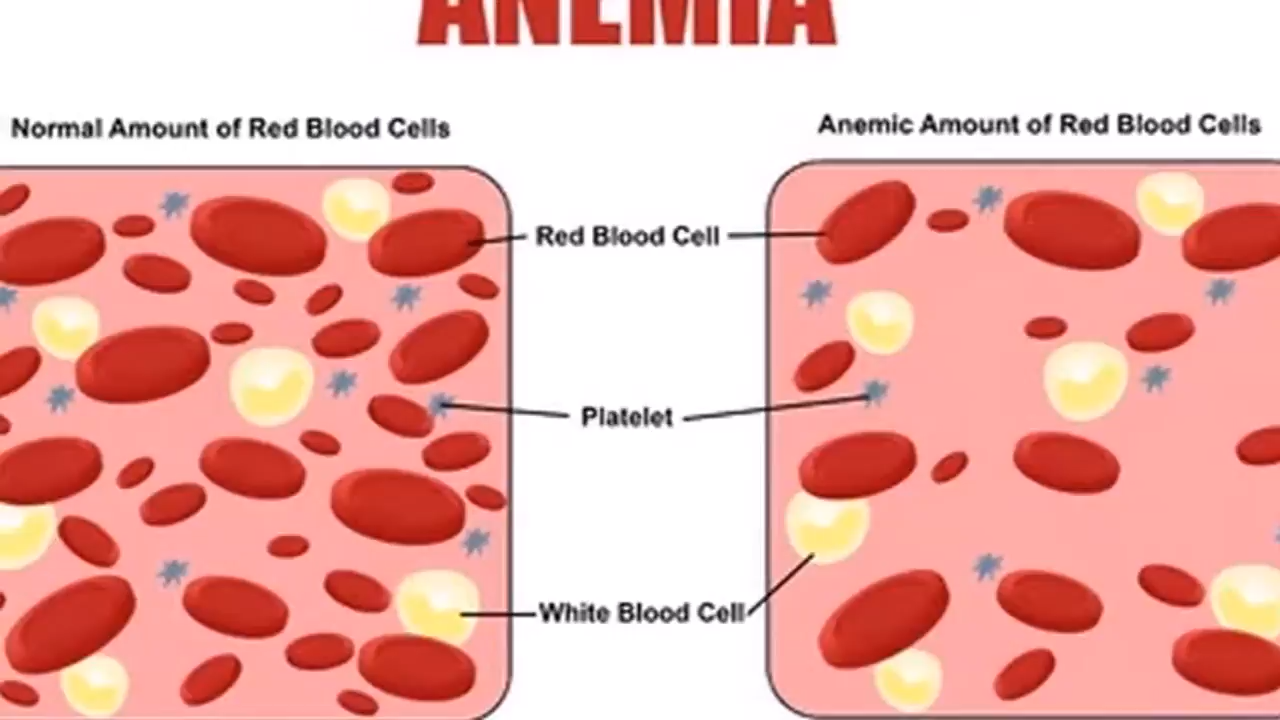 ANEMIA
Normal Amount of Red Blood Cells
Anemic Amount of Red Blood Cells
Red Blood Cell
Platelet
White Blood Cell